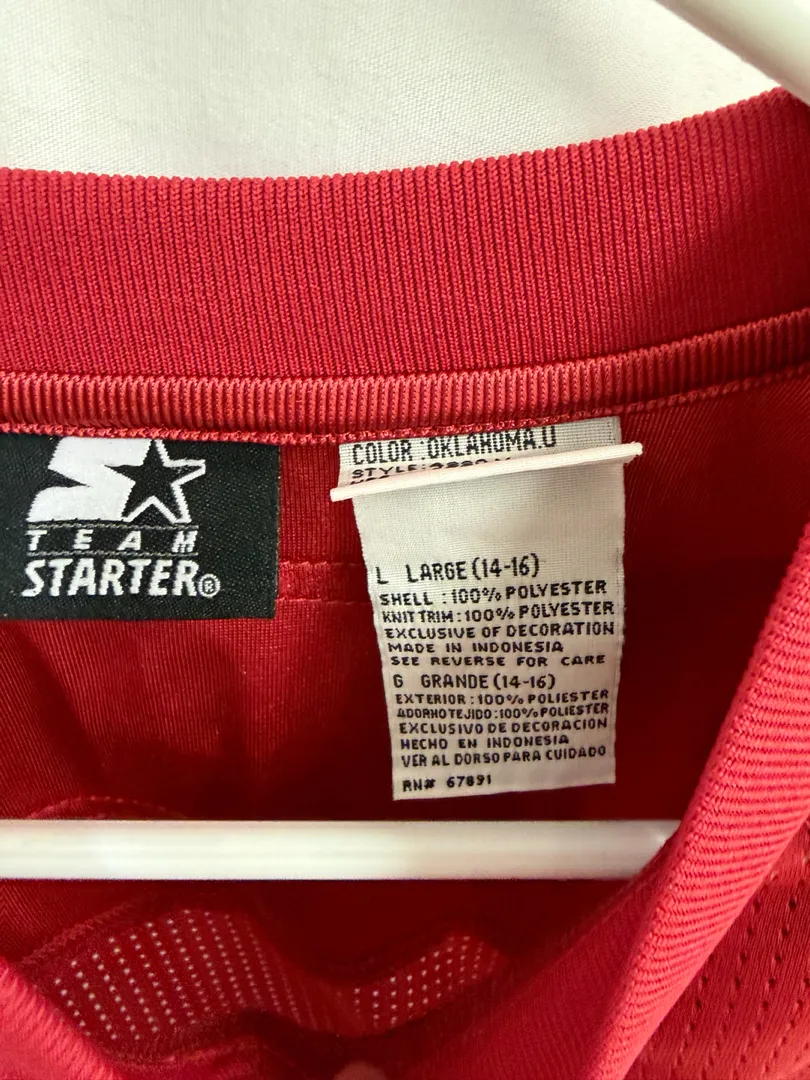 TEAM
STARTER®
COLOR :OKLAHOMA.U
STYLE:
L LARGE(14-16)
SHELL :100% POLYESTER
KNIT TRIM:100% POLYESTER
EXCLUSIVE OF DECORATION
MADE IN INDONESIA
SEE REVERSE FOR CARE
G GRANDE(14-16)
EXTERIOR:100% POLIESTER
ADORHO TEJIDO:100% POLIESTER
EXCLUSIVO DE DECORACION
HECHO EN INDONESIA
VER AL DORSO PARA CUIDADO
RN# 67891